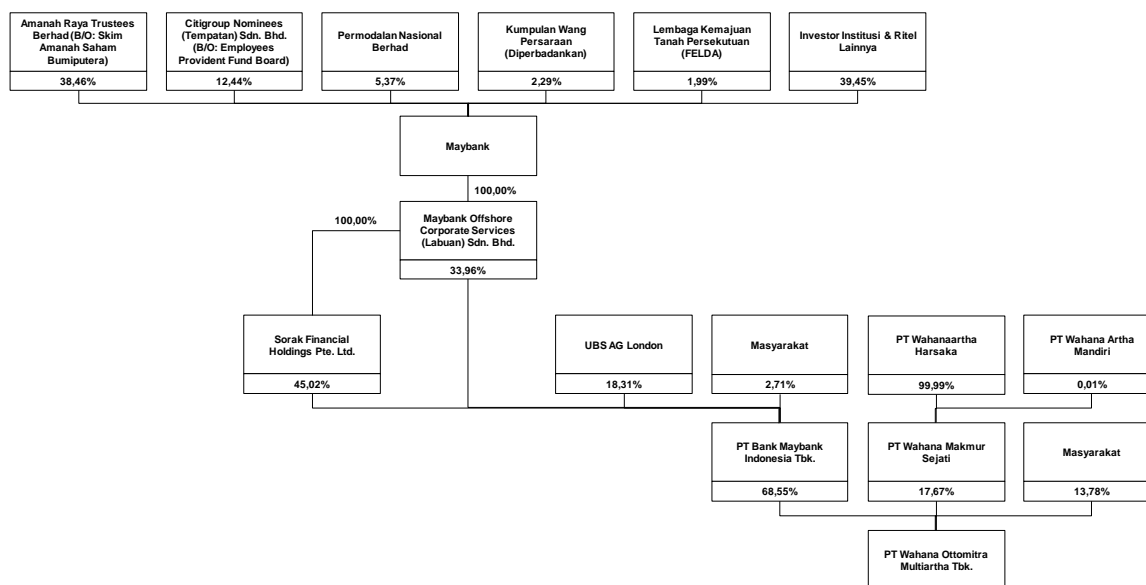 Amanah Raya Trustees
Berhad (B/O: Skim
Amanah Saham
Bumiputera)
38,46%
Citigroup Nominees
(Tempatan) Sdn. Bhd.
(B/O: Employees
Provident Fund Board)
12,44%
Permodalan Nasional
Berhad
5,37%
Kumpulan Wang
Persaraan
(Diperbadankan)
2,29%
Lembaga Kemajuan
Tanah Persekutuan
(FELDA)
1,99%
Investor Institusi & Ritel
Lainnya
39,45%
Maybank
100,00%
100,00%
Maybank Offshore
Corporate Services
(Labuan) Sdn. Bhd.
33,96%
Sorak Financial
Holdings Pte. Ltd.
45,02%
UBS AG London
18,31%
Masyarakat
2,71%
PT Wahanaartha
Harsaka
99,99%
PT Wahana Artha
Mandiri
0,01%
PT Bank Maybank
Indonesia Tbk.
68,55%
PT Wahana Makmur
Sejati
17,67%
Masyarakat
13,78%
PT Wahana Ottomitra
Multiartha Tbk.